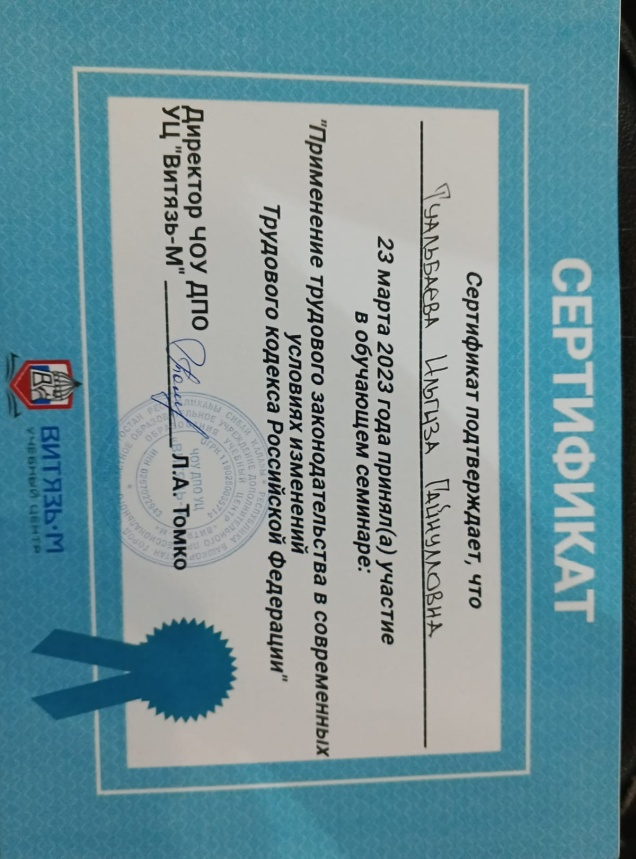 СЕРТИФИКАТ
Сертификат подтверждает, что
Туальбаева Ильгиза Гайнулловна
23 марта 2023 года принял(а) участие
в обучающем семинаре:
"Применение трудового законодательства в современных
условиях изменений
Трудового кодекса Российской Федерации"
Директор ЧОУ ДПО
УЦ "Витязь-М" Л.А. Томко
ВИТЯЗЬ-М
УЧЕБНЫЙ ЦЕНТР